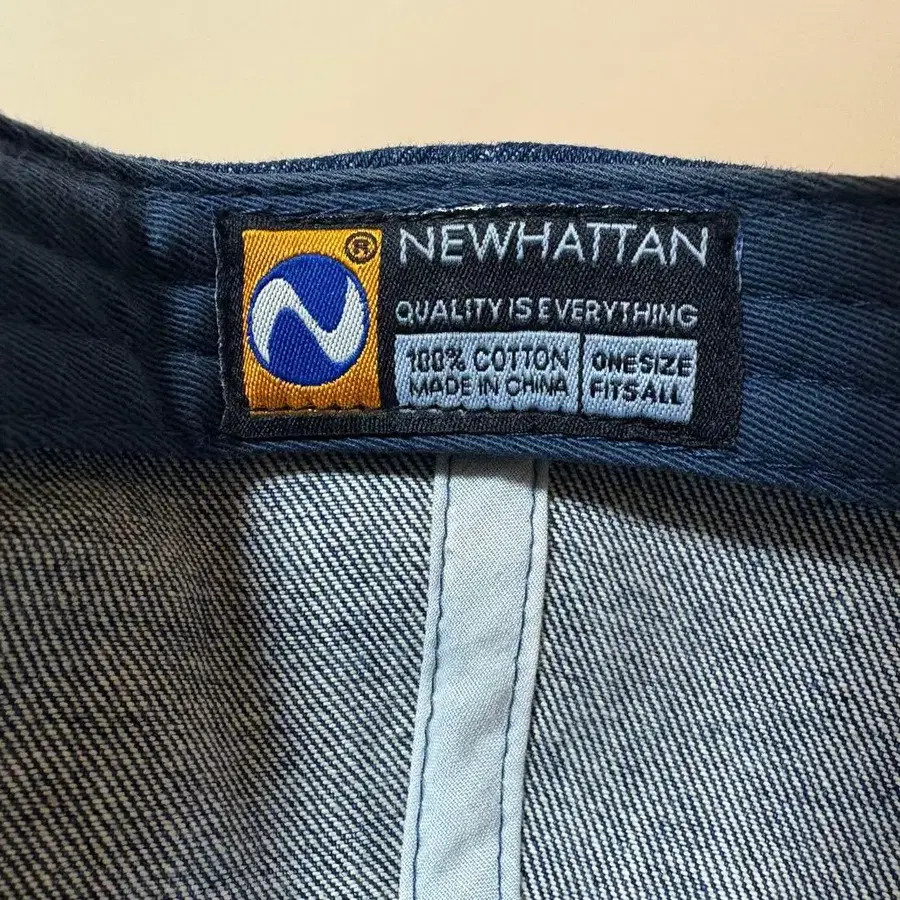 ®
NEWHATTAN
QUALITY IS EVERYTHING
100% COTTON
MADE IN CHINA
ONE SIZE
FITS ALL